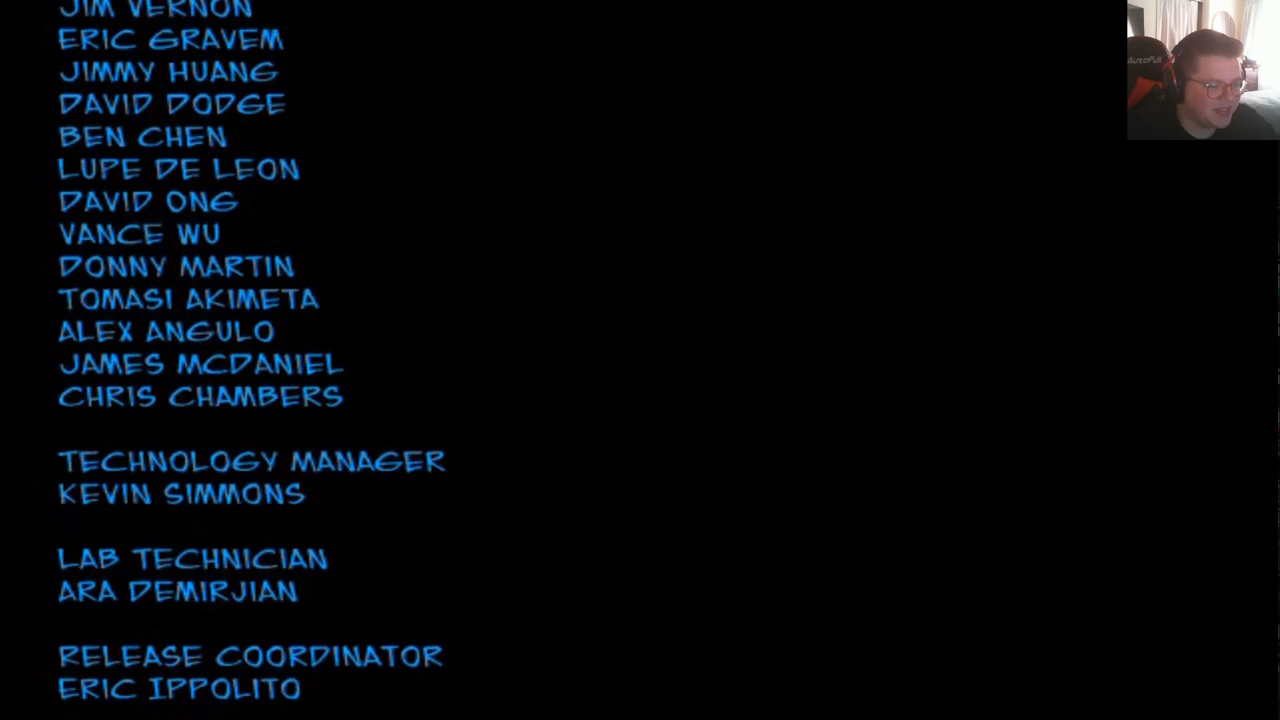 JIM VERNON
ERIC GRAVEM
JIMMY HUANG
DAVID DODGE
BEN CHEN
LUPE DE LEON
DAVID ONG
VANCE WU
DONNY MARTIN
TOMASI AKIMETA
ALEX ANGULO
JAMES MCDANIEL
CHRIS CHAMBERS
TECHNOLOGY MANAGER
KEVIN SIMMONS
LAB TECHNICIAN
ARA DEMIRJIAN
RELEASE COORDINATOR
ERIC IPPOLITO
AutoFull